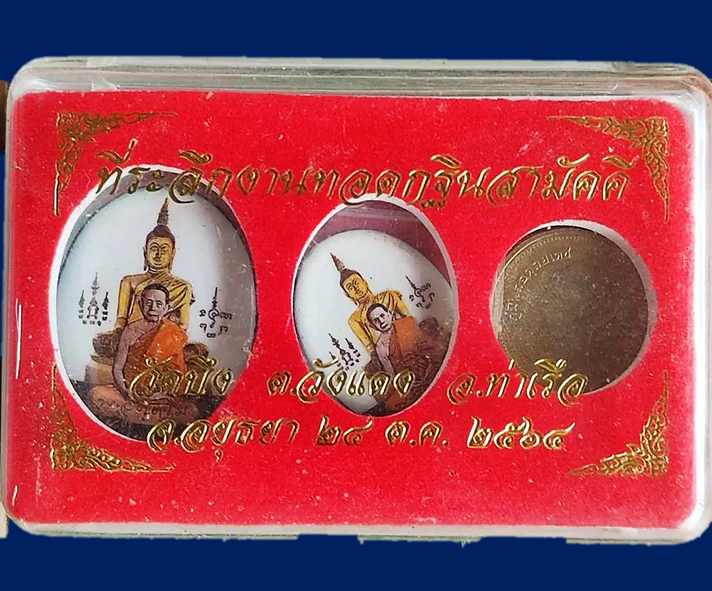 ที่ระลึกงานทอดกฐินสามัคคี
วัดบึง ต.วังแดง อ.ท่าเรือ
จ.อยุธยา ๒๔ ต.ค. ๒๕๖๔